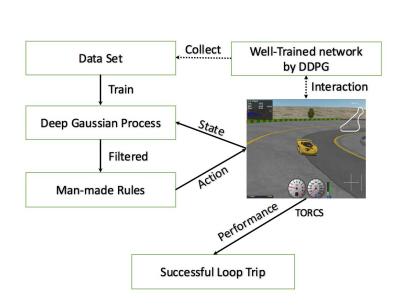 Data Set
Collect
Well-Trained network
by DDPG
Train
Interaction
Deep Gaussian Process
State
Filtered
Man-made Rules
Action
Performance
TORCS
Successful Loop Trip